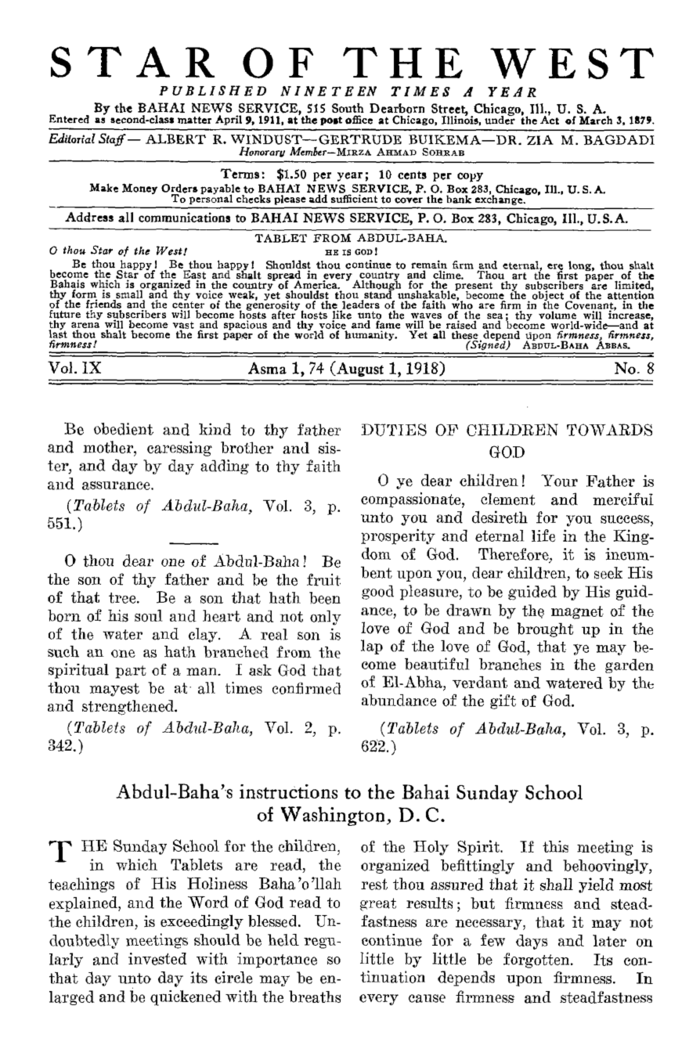 STAR OF THE WEST
PUBLISHED NINETEEN TIMES A YEAR
By the BAHAI NEWS SERVICE, 515 South Dearborn Street, Chicago, Ill., U. S. A.
Entered as second-class matter April 9, 1911, at the post office at Chicago, Illinois, under the Act of March 3, 1879.
Editorial Staff—ALBERT R. WINDUST—GERTRUDE BUIKEMA—DR. ZIA M. BAGDADI
Honorary Member—MIRZA AHMAD SOHRAB
Terms: $1.50 per year; 10 cents per copy
Make Money Orders payable to BAHAI NEWS SERVICE, P. O. Box 283, Chicago, Ill., U. S. A.
To personal checks please add sufficient to cover the bank exchange.
Address all communications to BAHAI NEWS SERVICE, P. O. Box 283, Chicago, Ill., U.S.A.
TABLET FROM ABDUL-BAHA.
O thou Star of the West! HE IS GOD!
Be thou happy! Be thou happy! Shouldst thou continue to remain firm and eternal, ere long, thou shalt
become the Star of the East and shalt spread in every country and clime. Thou art the first paper of the
Bahais which is organized in the country of America. Although for the present thy subscribers are limited,
thy form is small and thy voice weak, yet shouldst thou stand unshakable, become the object of the attention
of the friends and the center of the generosity of the leaders of the faith who are firm in the Covenant, in the
future thy subscribers will become hosts after hosts like unto the waves of the sea; thy volume will increase,
thy arena will become vast and spacious and thy voice and fame will be raised and become world-wide—and at
last thou shalt become the first paper of the world of humanity. Yet all these depend upon firmness, firmness,
firmness! (Signed) ABDUL-BAHA ABBAS.
Vol. IX Asma 1, 74 (August 1, 1918) No. 8
Be obedient and kind to thy father
and mother, caressing brother and sis-
ter, and day by day adding to thy faith
and assurance.
(Tablets of Abdul-Baha, Vol. 3, p.
551.)
O thou dear one of Abdul-Baha! Be
the son of thy father and be the fruit
of that tree. Be a son that hath been
born of his soul and heart and not only
of the water and clay. A real son is
such an one as hath branched from the
spiritual part of a man. I ask God that
thou mayest be at all times confirmed
and strengthened.
(Tablets of Abdul-Baha, Vol. 2, p.
342.)
DUTIES OF CHILDREN TOWARDS
GOD
O ye dear children! Your Father is
compassionate, clement and merciful
unto you and desireth for you success,
prosperity and eternal life in the King-
dom of God. Therefore, it is incum-
bent upon you, dear children, to seek His
good pleasure, to be guided by His guid-
ance, to be drawn by the magnet of the
love of God and be brought up in the
lap of the love of God, that ye may be-
come beautiful branches in the garden
of El-Abha, verdant and watered by the
abundance of the gift of God.
(Tablets of Abdul-Baha, Vol. 3, p.
622.)
Abdul-Baha's instructions to the Bahai Sunday School
of Washington, D. C.
THE Sunday School for the children,
in which Tablets are read, the
teachings of His Holiness Baha'o'llah
explained, and the Word of God read to
the children, is exceedingly blessed. Un-
doubtedly meetings should be held regu-
larly and invested with importance so
that day unto day its circle may be en-
larged and be quickened with the breaths
of the Holy Spirit. If this meeting is
organized befittingly and behoovingly,
rest thou assured that it shall yield most
great results; but firmness and stead-
fastness are necessary, that it may not
continue for a few days and later on
little by little be forgotten. Its con-
tinuation depends upon firmness. In
every cause firmness and steadfastness